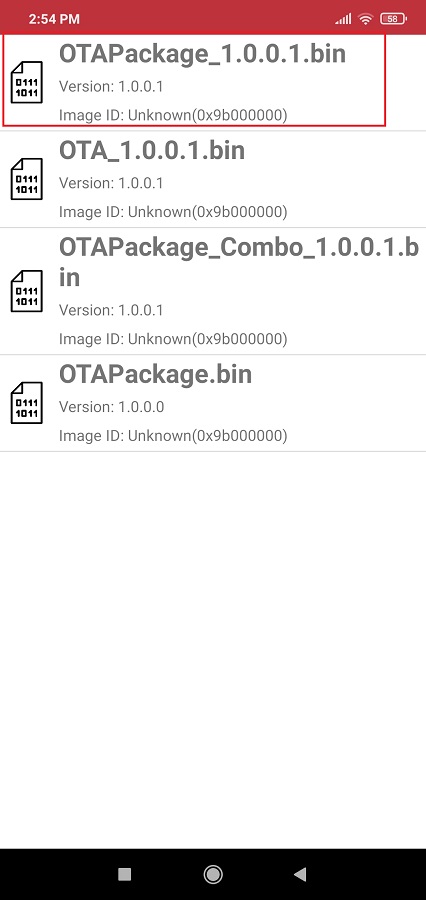 2:54 PM 58
OTAPackage_1.0.0.1.bin
Version: 1.0.0.1
Image ID: Unknown(0x9b000000)
0111
1011
OTA_1.0.0.1.bin
Version: 1.0.0.1
Image ID: Unknown(0x9b000000)
0111
1011
OTAPackage_Combo_1.0.0.1.b
in
Version: 1.0.0.1
Image ID: Unknown(0x9b000000)
0111
1011
OTAPackage.bin
Version: 1.0.0.0
Image ID: Unknown(0x9b000000)
0111
1011